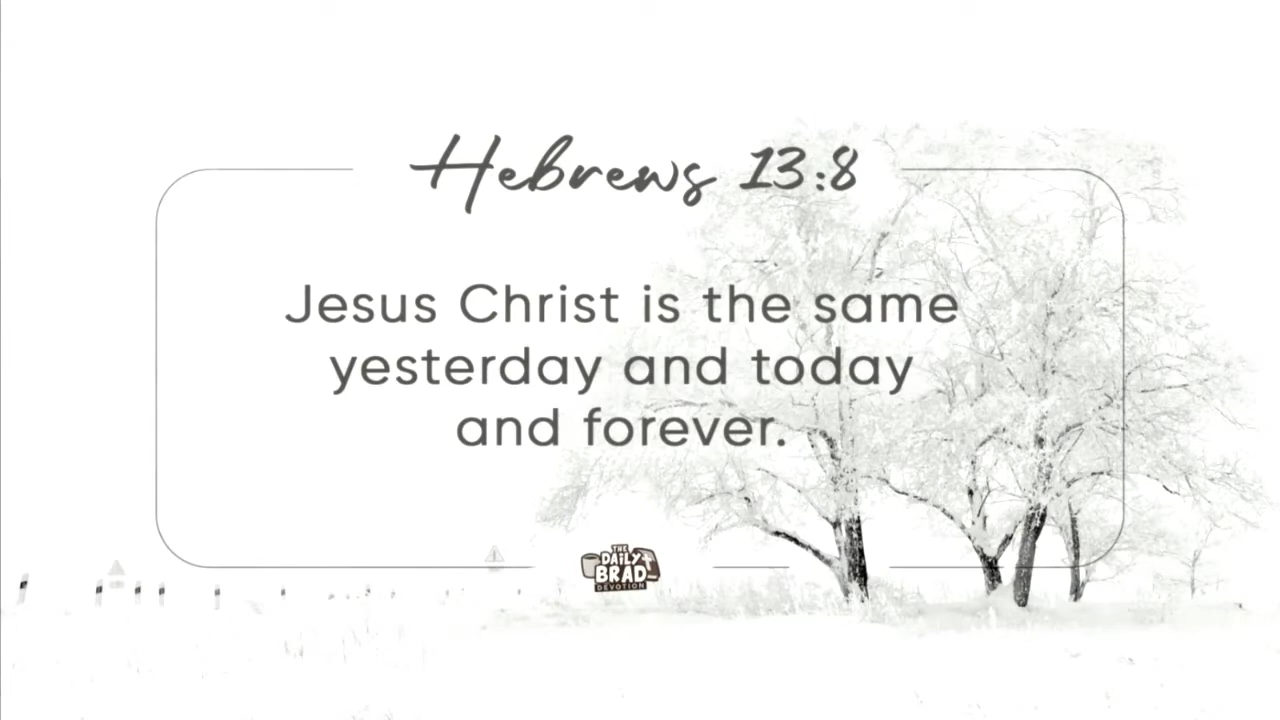 Hebrews 13:8
Jesus Christ is the same
yesterday and today
and forever.
THE
DAILY
BRAD
DEVOTION